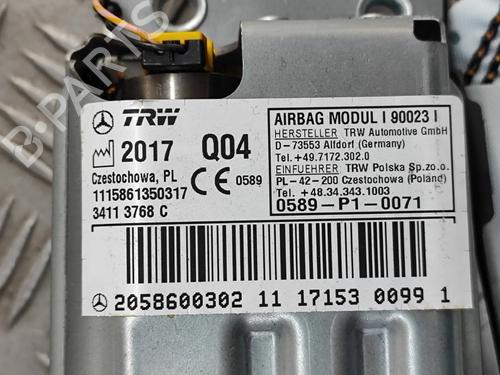 TRW
2017 Q04
Czestochowa, PL
1115861350317
CE 0589
3411 3768 C
AIRBAG MODUL I 90023 I
HERSTELLER TRW Automotive GmbH
D-73553 Alfdorf (Germany)
Tel.+49.7172.302.0
EINFUEHRER TRW Polska Sp.zo.o.
PL-42-200 Czestochowa (Poland)
Tel.+48.34.343.1003
0589-P1-0071
2058600302 11 17153 0099 1
B-PARTS